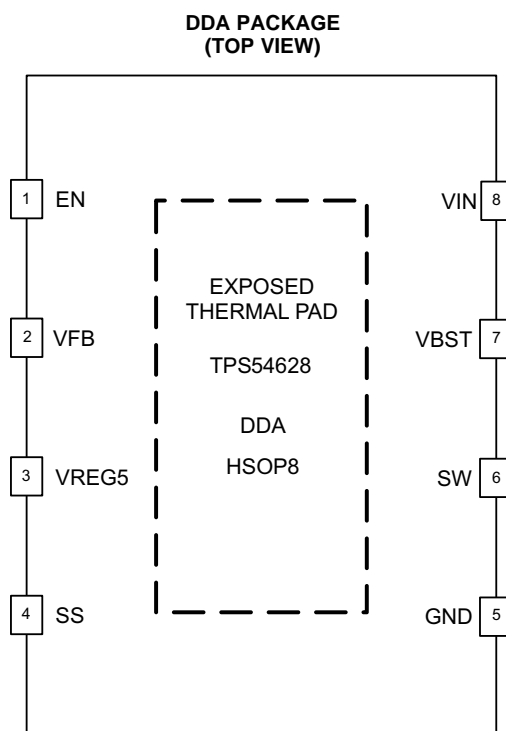 DDA PACKAGE
(TOP VIEW)
1 EN
VIN 8
EXPOSED
THERMAL PAD
2 VFB
VBST 7
TPS54628
DDA
HSOP8
3 VREG5
SW 6
4 SS
GND 5